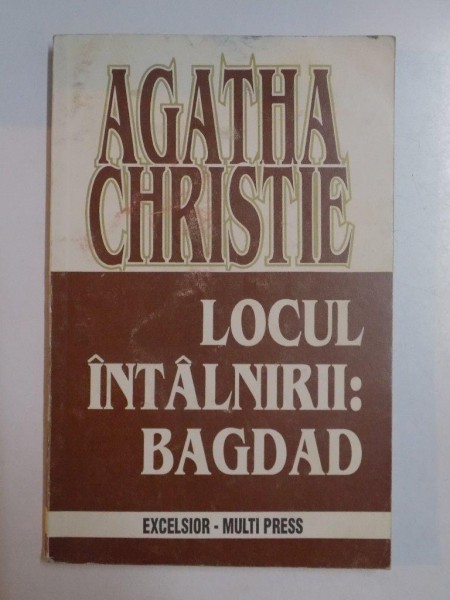 AGATHA
CHRISTIE
LOCUL
ÎNTÂLNIRII:
BAGDAD
EXCELSIOR - MULTI PRESS